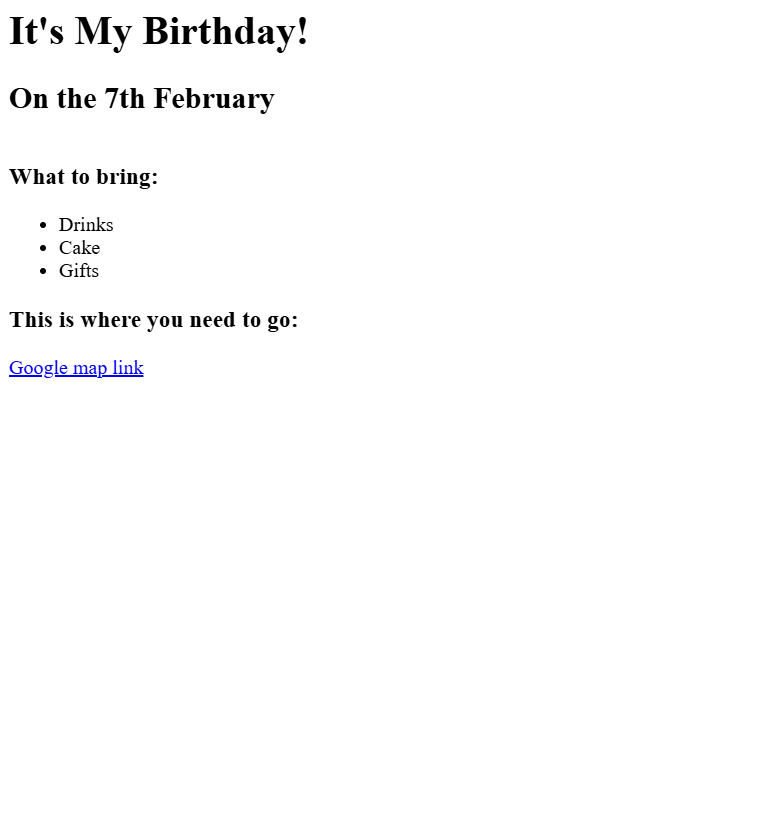 It's My Birthday!
On the 7th February
What to bring:
Drinks
Cake
Gifts
This is where you need to go:
Google map link